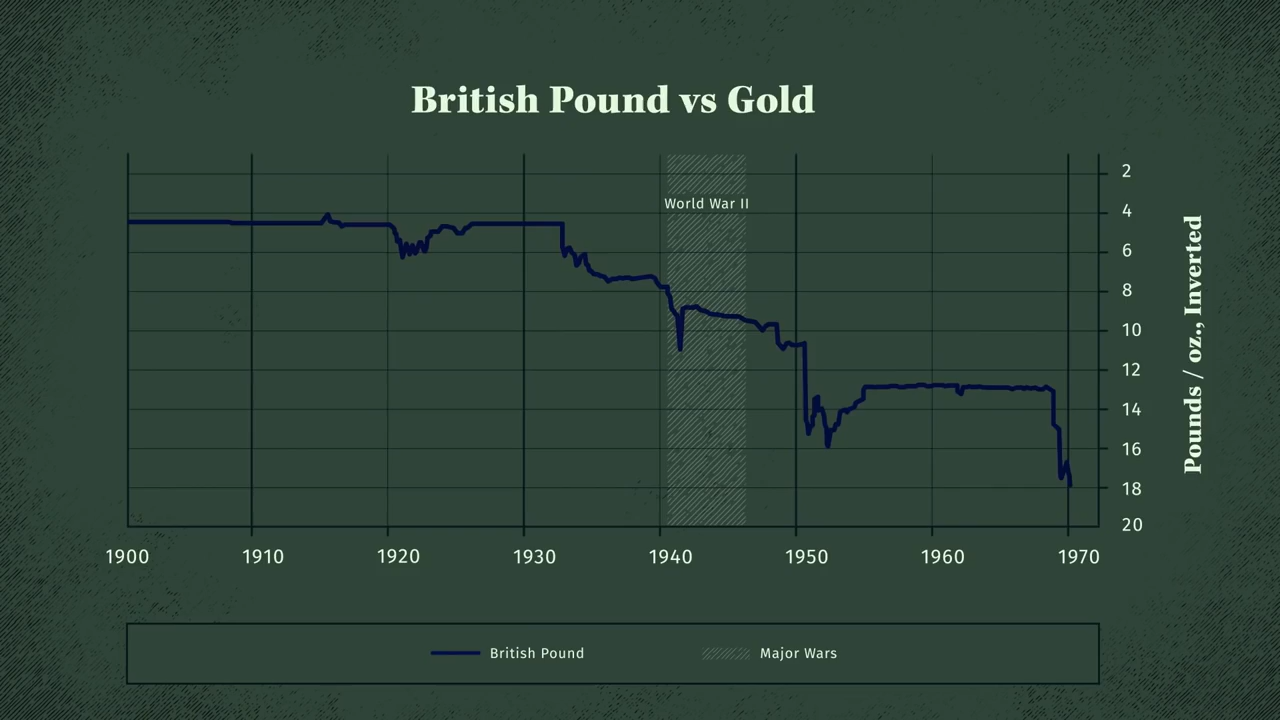 British Pound vs Gold
World War II
2
4
6
8
10
12
14
16
18
20
Pounds / oz., Inverted
1900 1910 1920 1930 1940 1950 1960 1970
British Pound Major Wars